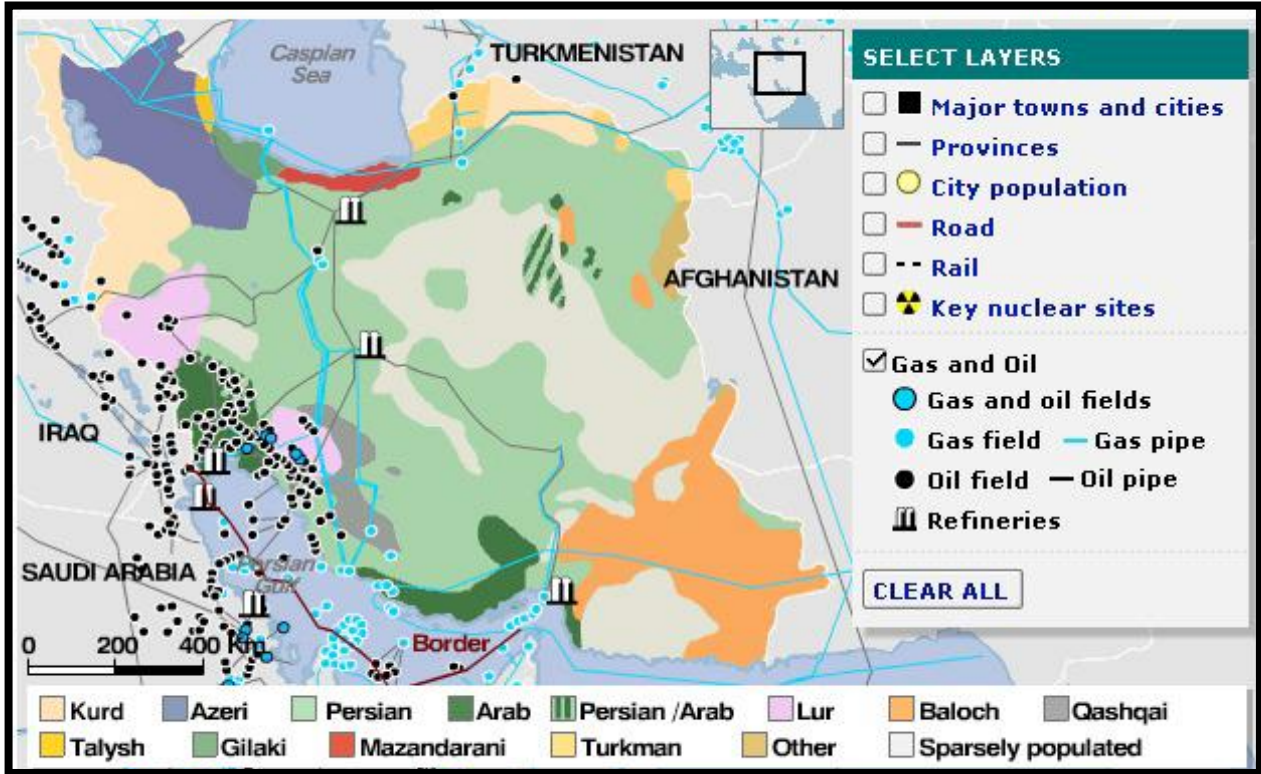 Caspian
Sea
TURKMENISTAN
AFGHANISTAN
IRAQ
SAUDI ARABIA
Persian
Gulf
Border
0 200 400 Km
SELECT LAYERS
Major towns and cities
Provinces
City population
Road
Rail
Key nuclear sites
Gas and Oil
Gas and oil fields
Gas field Gas pipe
Oil field Oil pipe
Refineries
CLEAR ALL
Kurd Azeri Persian Arab Persian /Arab Lur Baloch Qashqai
Talysh Gilaki Mazandarani Turkman Other Sparsely populated